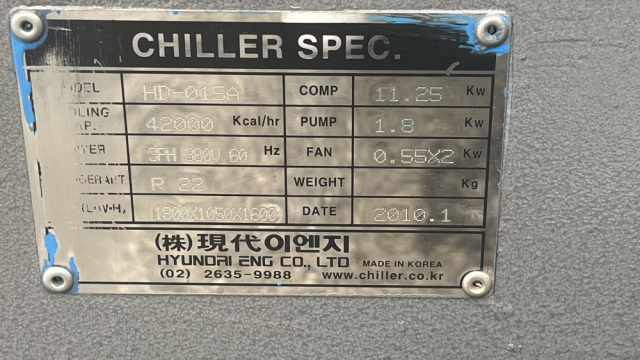 CHILLER SPEC.
HD-015A COMP 11.25 Kw
42000 Kcal/hr PUMP 1.8 Kw
3PH 380V 60 Hz FAN 0.55X2 Kw
R 22 WEIGHT Kg
1800X1050X1600 DATE 2010.1
(株)現代이엔지
HYUNDAI ENG CO., LTD MADE IN KOREA
(02) 2635-9988 www.chiller.co.kr